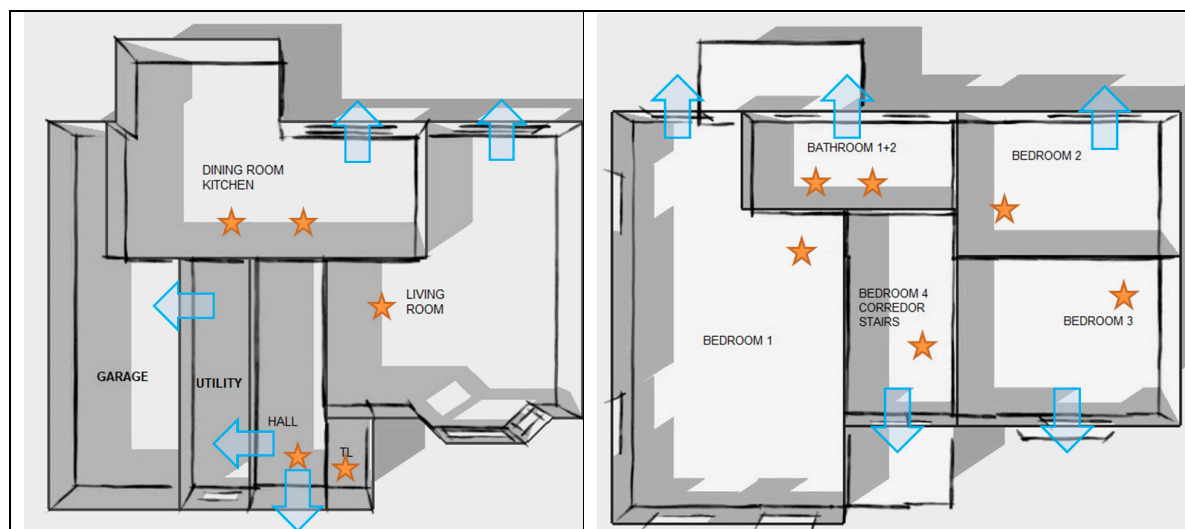 DINING ROOM
KITCHEN
LIVING
ROOM
GARAGE
UTILITY
HALL
TL
BATHROOM 1+2
BEDROOM 2
BEDROOM 4
CORREDOR
STAIRS
BEDROOM 3
BEDROOM 1